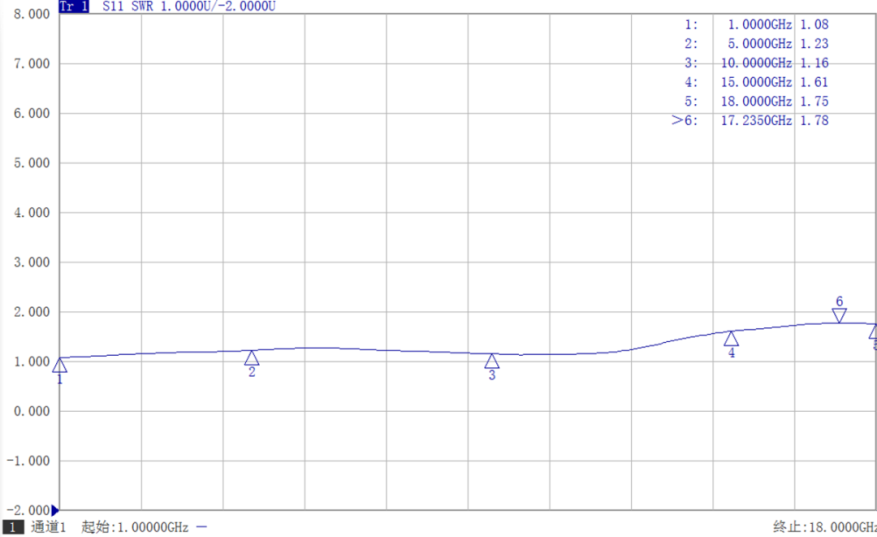 Tr 1 S11 SWR 1.0000U/-2.0000U
8.000
7.000
6.000
5.000
4.000
3.000
2.000
1.000
0.000
-1.000
-2.000
1: 1.0000GHz 1.08
2: 5.0000GHz 1.23
3: 10.0000GHz 1.16
4: 15.0000GHz 1.61
5: 18.0000GHz 1.75
>6: 17.2350GHz 1.78
1
2
3
4
6
5
1 通道1 起始:1.00000GHz 终止:18.0000GHz